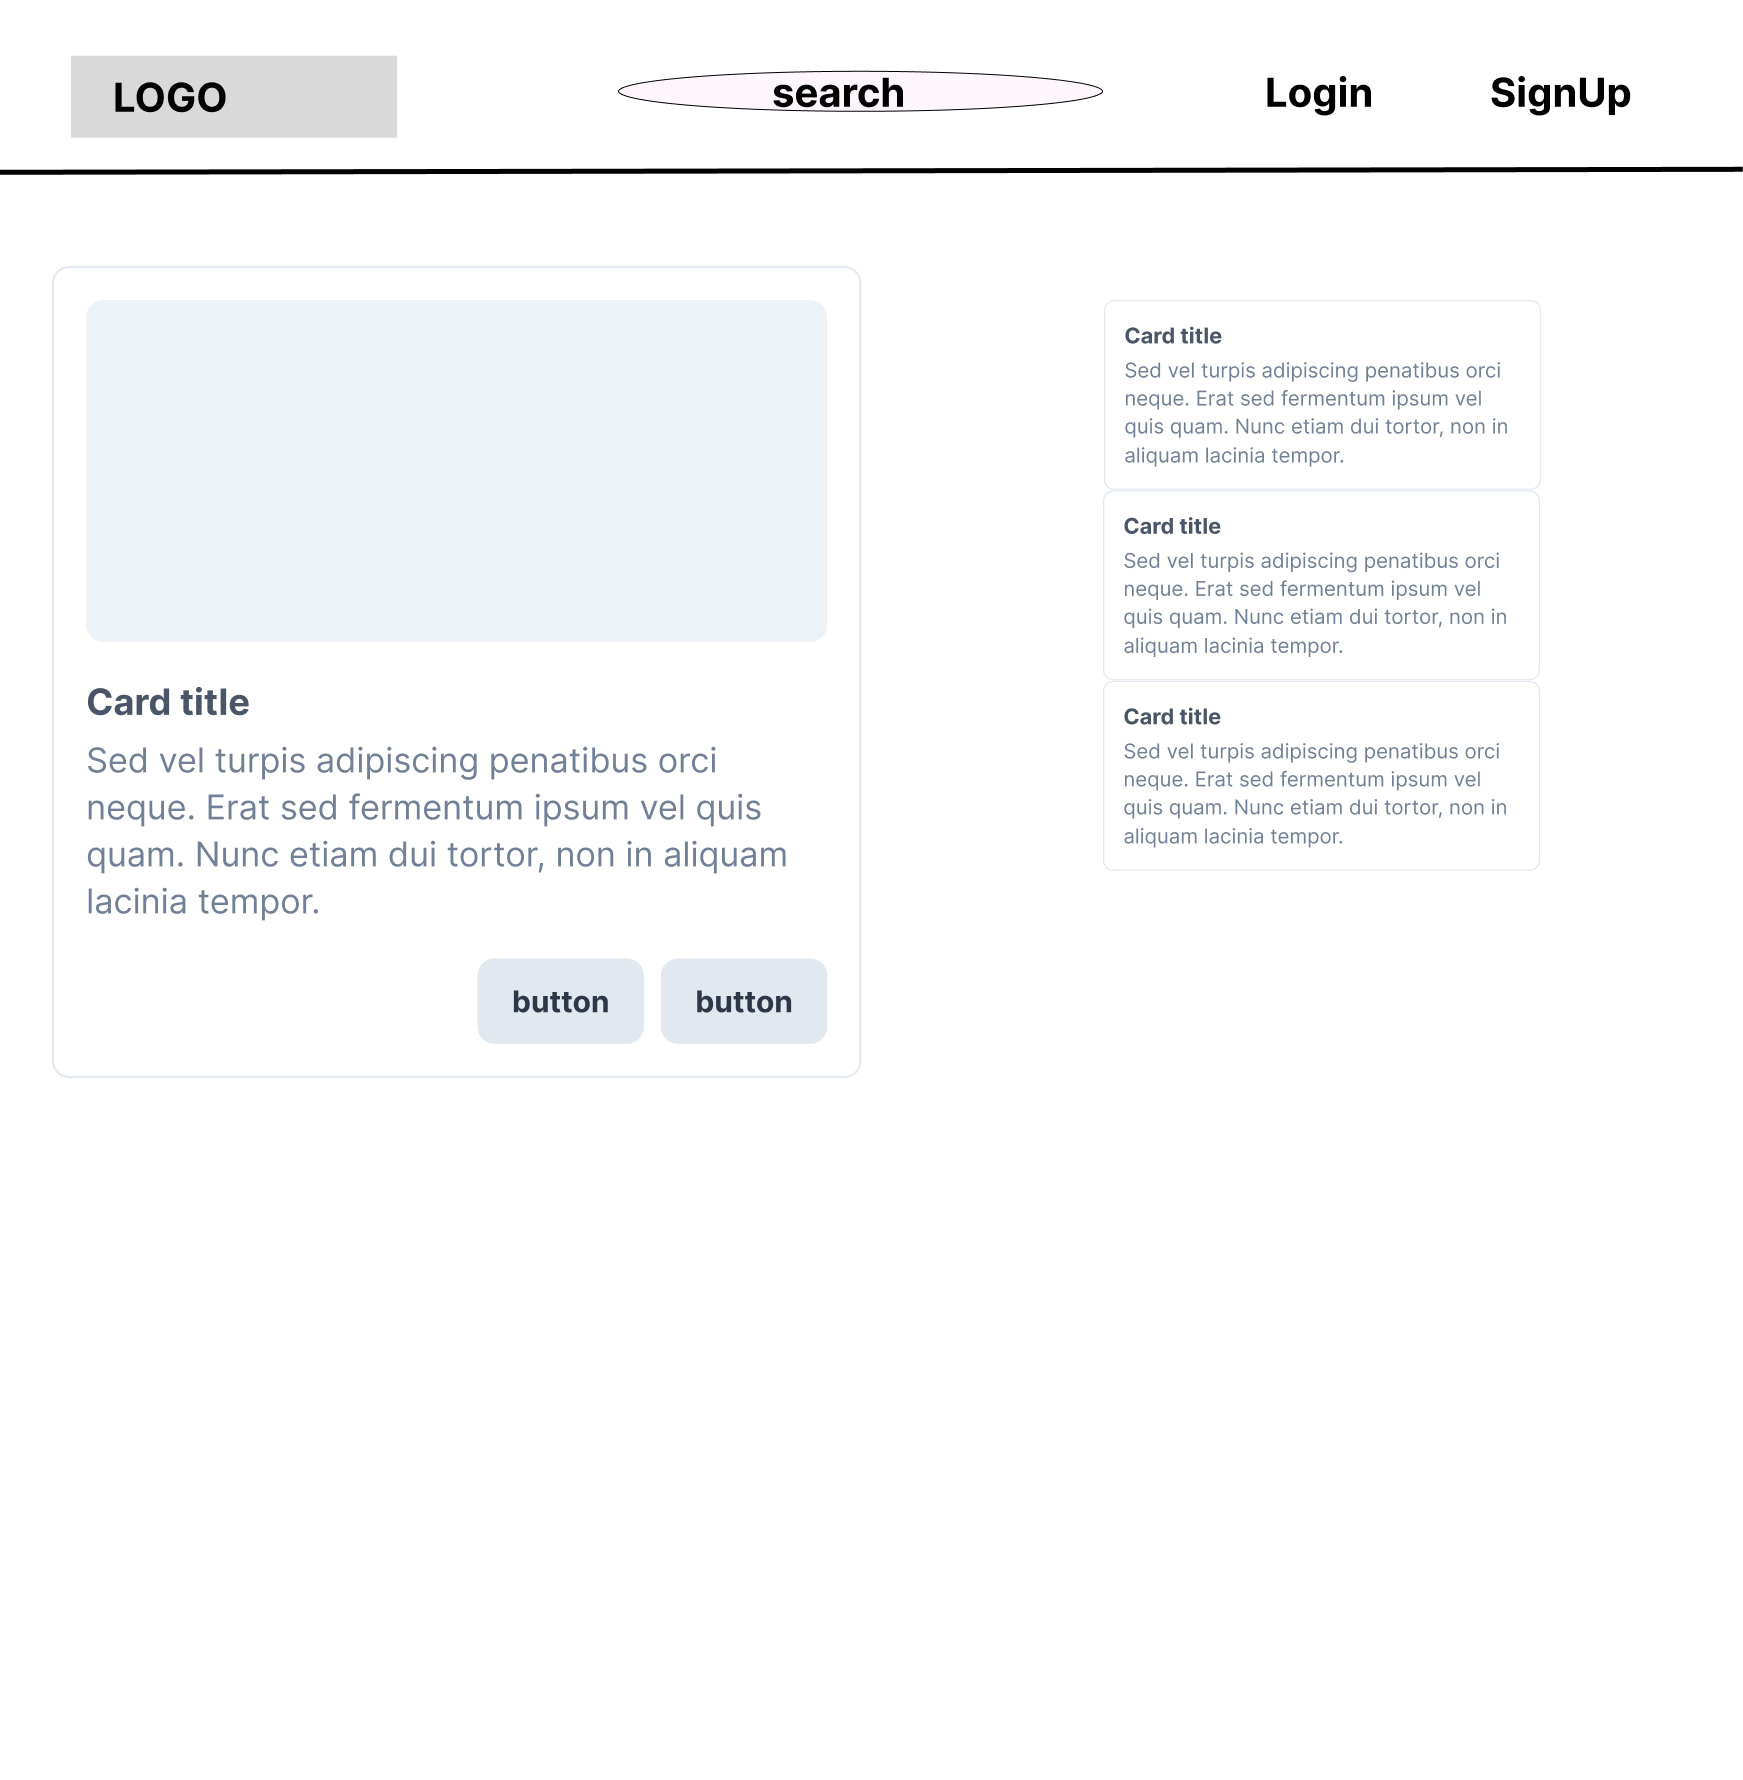 LOGO
search
Login
SignUp
Card title
Sed vel turpis adipiscing penatibus orci
neque. Erat sed fermentum ipsum vel quis
quam. Nunc etiam dui tortor, non in aliquam
lacinia tempor.
button
button
Card title
Sed vel turpis adipiscing penatibus orci
neque. Erat sed fermentum ipsum vel
quis quam. Nunc etiam dui tortor, non in
aliquam lacinia tempor.
Card title
Sed vel turpis adipiscing penatibus orci
neque. Erat sed fermentum ipsum vel
quis quam. Nunc etiam dui tortor, non in
aliquam lacinia tempor.
Card title
Sed vel turpis adipiscing penatibus orci
neque. Erat sed fermentum ipsum vel
quis quam. Nunc etiam dui tortor, non in
aliquam lacinia tempor.